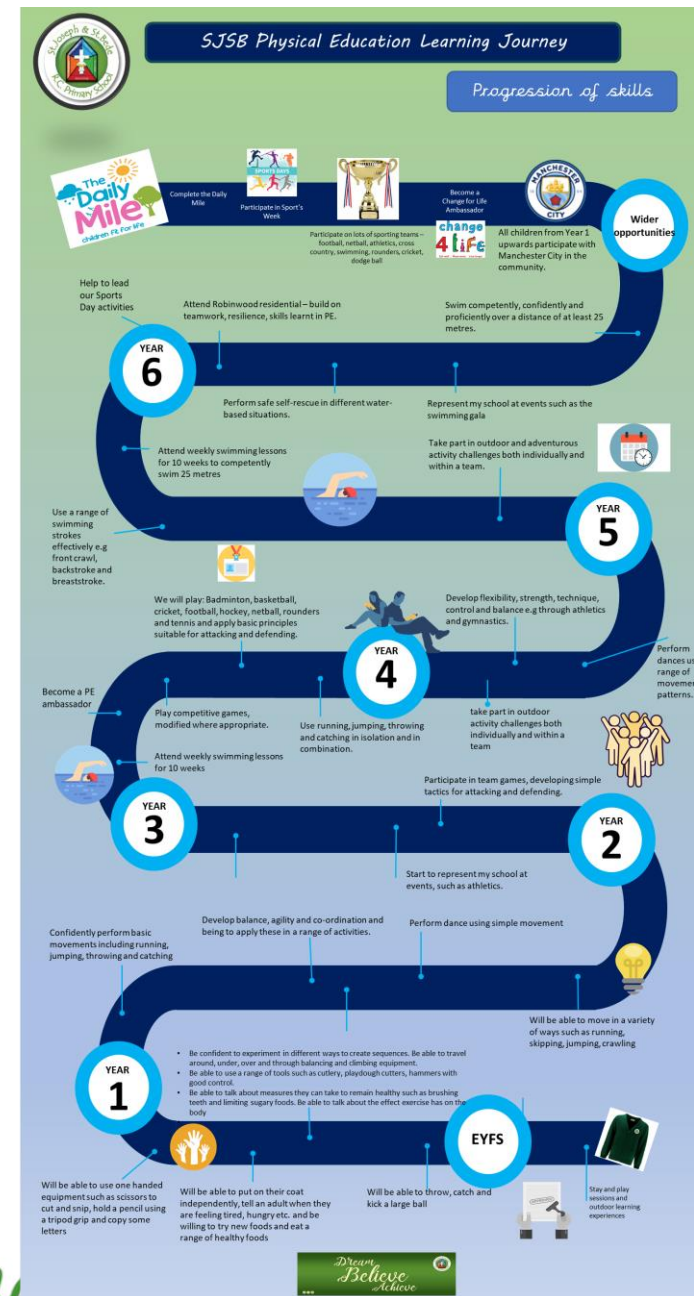 St.Joseph & St.Bede
R.C Primary School
SJSB Physical Education Learning Journey
Progression of skills
The
Daily
Mile
children fit for life
Complete the Daily
Mile
SPORTS DAYS
Participate in Sport's
Week
Participate on lots of sporting teams –
football, netball, athletics, cross
country, swimming, rounders, cricket,
dodge ball
Become a
Change for Life
Ambassador
change
4 life
MANCHESTER
CITY
All children from Year 1
upwards participate with
Manchester City in the
community.
Wider
opportunities
Help to lead
our Sports
Day activities
Attend Robinwood residential – build on
teamwork, resilience, skills learnt in PE.
Swim competently, confidently and
proficiently over a distance of at least 25
metres.
YEAR
6
Perform safe self-rescue in different water-
based situations.
Represent my school at events such as the
swimming gala
Attend weekly swimming lessons
for 10 weeks to competently
swim 25 metres
Take part in outdoor and adventurous
activity challenges both individually and
within a team.
Use a range of
swimming
strokes
effectively e.g
front crawl,
backstroke and
breaststroke.
YEAR
5
We will play: Badminton, basketball,
cricket, football, hockey, netball, rounders
and tennis and apply basic principles
suitable for attacking and defending.
Develop flexibility, strength, technique,
control and balance e.g through athletics
and gymnastics.
YEAR
4
Perform
dances us
range of
movemen
patterns.
Become a PE
ambassador
Play competitive games,
modified where appropriate.
Use running, jumping, throwing
and catching in isolation and in
combination.
take part in outdoor
activity challenges both
individually and within a
team
Attend weekly swimming lessons
for 10 weeks
Participate in team games, developing simple
tactics for attacking and defending.
YEAR
3
YEAR
2
Start to represent my school at
events, such as athletics.
Confidently perform basic
movements including running,
jumping, throwing and catching
Develop balance, agility and co-ordination and
being to apply these in a range of activities.
Perform dance using simple movement
Will be able to move in a variety
of ways such as running,
skipping, jumping, crawling
• Be confident to experiment in different ways to create sequences. Be able to travel
around, under, over and through balancing and climbing equipment.
• Be able to use a range of tools such as cutlery, playdough cutters, hammers with
good control.
• Be able to talk about measures they can take to remain healthy such as brushing
teeth and limiting sugary foods. Be able to talk about the effect exercise has on the
body
YEAR
1
EYFS
Will be able to use one handed
equipment such as scissors to
cut and snip, hold a pencil using
a tripod grip and copy some
letters
Will be able to put on their coat
independently, tell an adult when they
are feeling tired, hungry etc. and be
willing to try new foods and eat a
range of healthy foods
Will be able to throw, catch and
kick a large ball
Stay and play
sessions and
outdoor learning
experiences
Dream
Believe
Achieve